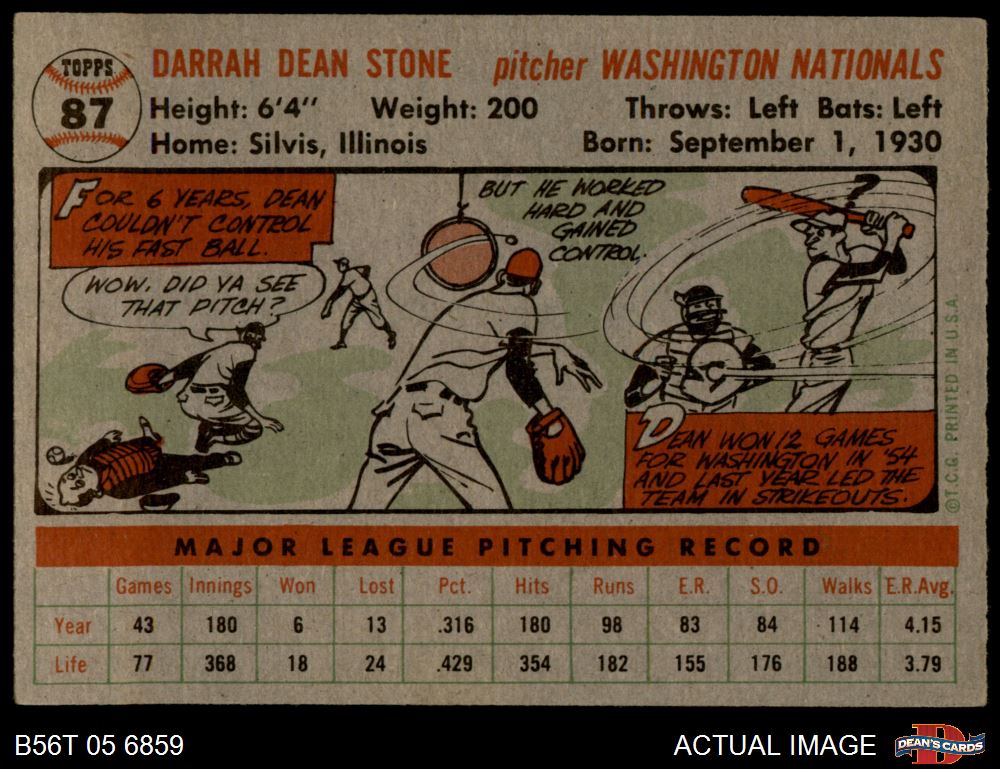 TOPPS
87
DARRAH DEAN STONE pitcher WASHINGTON NATIONALS
Height: 6'4" Weight: 200 Throws: Left Bats: Left
Home: Silvis, Illinois Born: September 1, 1930
FOR 6 YEARS, DEAN
COULDN'T CONTROL
HIS FAST BALL.
WOW, DID YA SEE
THAT PITCH?
BUT HE WORKED
HARD AND
GAINED
CONTROL.
?
DEAN WON 12 GAMES
FOR WASHINGTON IN '54
AND LAST YEAR LED THE
TEAM IN STRIKEOUTS.
© T.C.G. PRINTED IN U.S.A.
MAJOR LEAGUE PITCHING RECORD
Games Innings Won Lost Pct. Hits Runs E.R. S.O. Walks E.R.Avg.
Year 43 180 6 13 .316 180 98 83 84 114 4.15
Life 77 368 18 24 .429 354 182 155 176 188 3.79
B56T 05 6859
ACTUAL IMAGE
D
DEAN'S CARDS